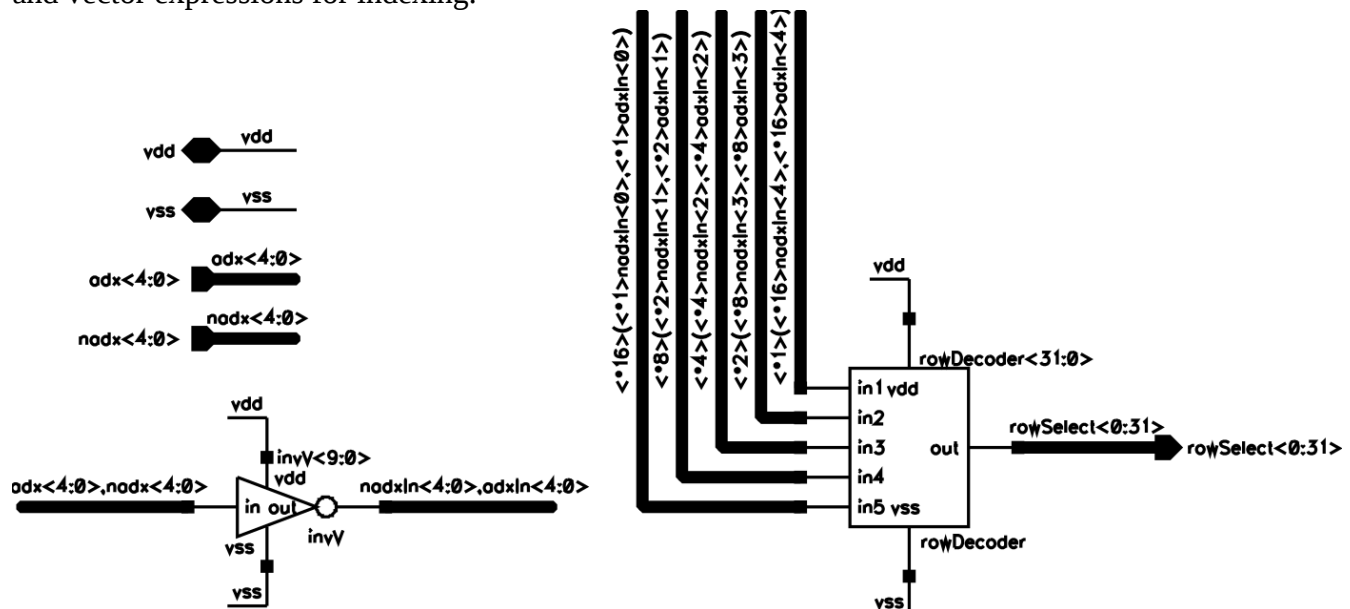 and vector expressions for indexing.
vdd
vdd
vss
vss
adx<4:0>
adx<4:0>
nadx<4:0>
nadx<4:0>
vdd
invV<9:0>
vdd
adx<4:0>,nadx<4:0>
in out
nadxIn<4:0>,adxIn<4:0>
vss
invV
vss
<*16>(<*1>nadxIn<0>,<*1>adxIn<0>)
<*8>(<*2>nadxIn<1>,<*2>adxIn<1>)
<*4>(<*4>nadxIn<2>,<*4>adxIn<2>)
<*2>(<*8>nadxIn<3>,<*8>adxIn<3>)
<*1>(<*16>nadxIn<4>,<*16>adxIn<4>)
vdd
rowDecoder<31:0>
in1 vdd
in2
in3
in4
in5 vss
out
rowSelect<0:31>
rowSelect<0:31>
rowDecoder
vss